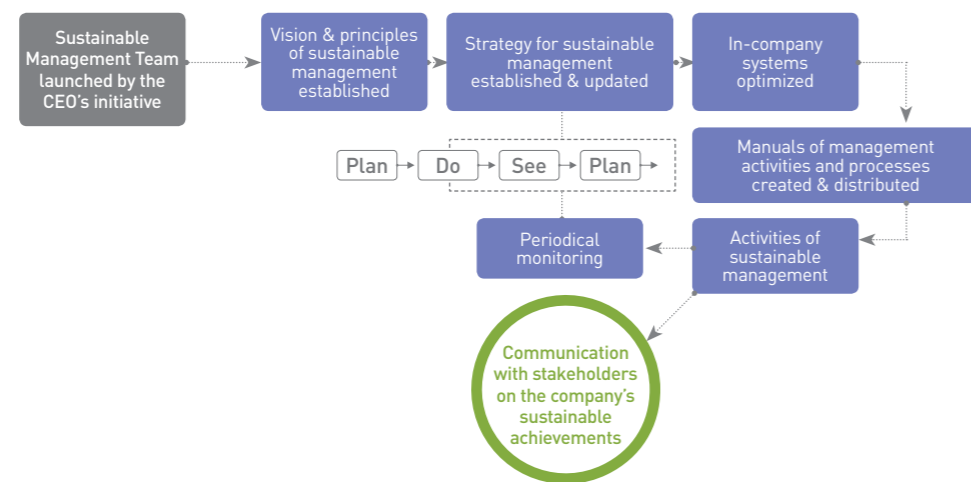 Sustainable
Management Team
launched by the
CEO's initiative
Vision & principles
of sustainable
management
established
Strategy for sustainable
management
established & updated
In-company
systems
optimized
Manuals of management
activities and processes
created & distributed
Plan
Do
See
Plan
Periodical
monitoring
Activities of
sustainable
management
Communication
with stakeholders
on the company's
sustainable
achievements